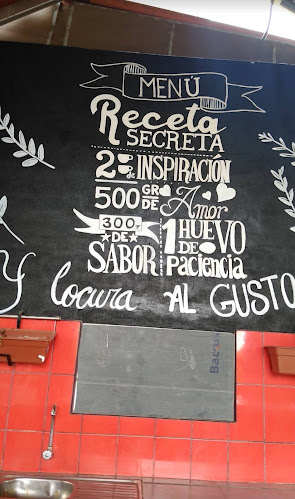 MENÚ
Receta
SECRETA
2 de INSPIRACIÓN
500 GR DE Amor
300gr DE SABOR
1 HUEVO DE Paciencia
Y locura AL GUSTO